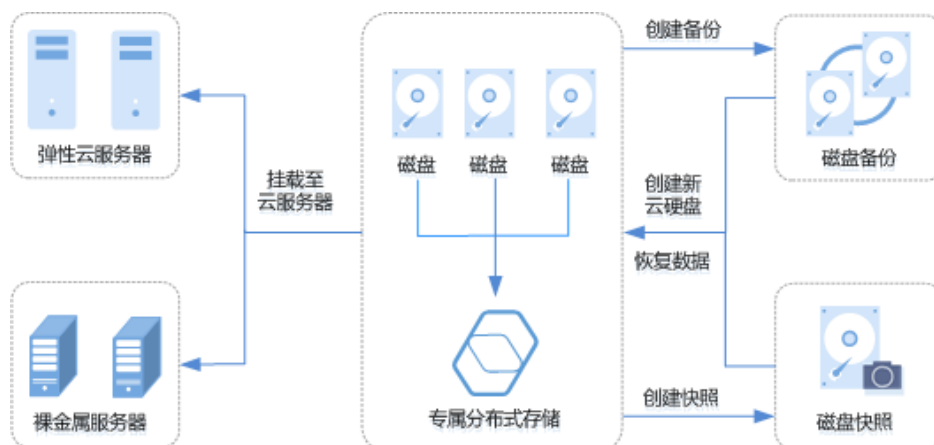 弹性云服务器
裸金属服务器
挂载至
云服务器
磁盘
磁盘
磁盘
专属分布式存储
创建备份
创建新
云硬盘
恢复数据
创建快照
磁盘备份
磁盘快照